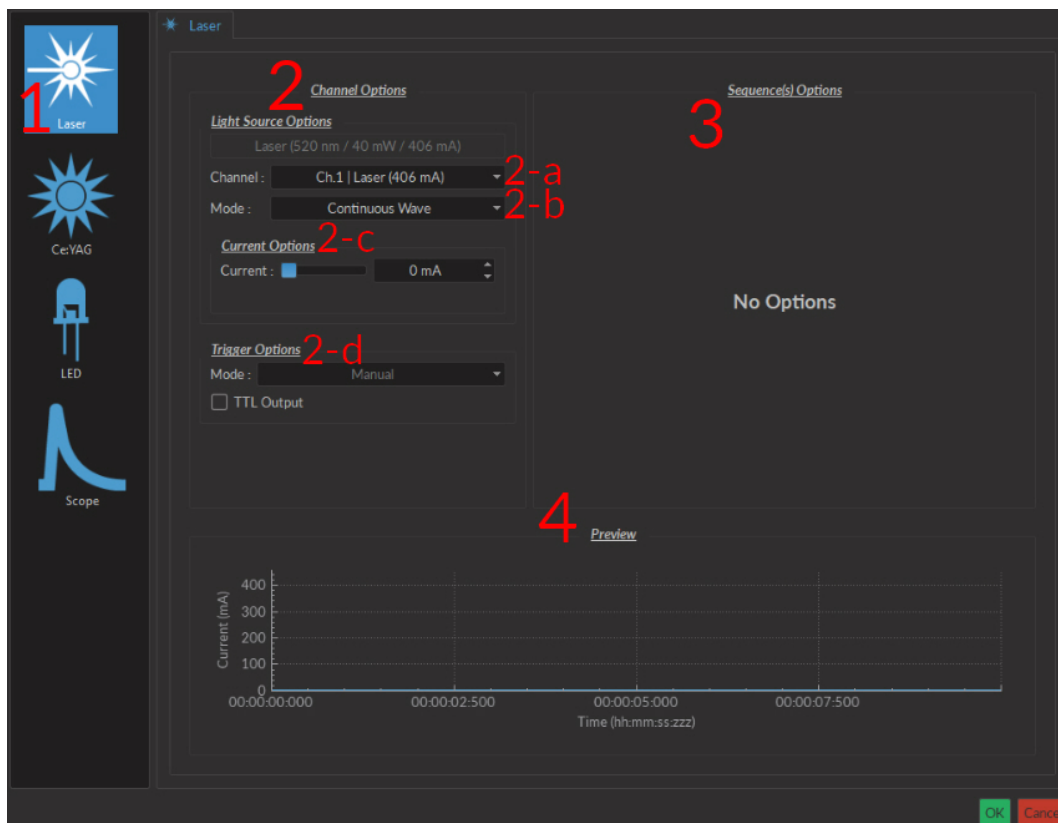 Laser
1
Laser
Ce:YAG
LED
Scope
2
Channel Options
Light Source Options
Laser (520 nm / 40 mW / 406 mA)
Channel : Ch.1 | Laser (406 mA) 2-a
Mode : Continuous Wave 2-b
Current Options 2-c
Current : 0 mA
Trigger Options 2-d
Mode : Manual
TTL Output
3
Sequence(s) Options
No Options
4
Preview
Current (mA)
400
300
200
100
0
00:00:00:000 00:00:02:500 00:00:05:000 00:00:07:500
Time (hh:mm:ss:zzz)
OK Cance